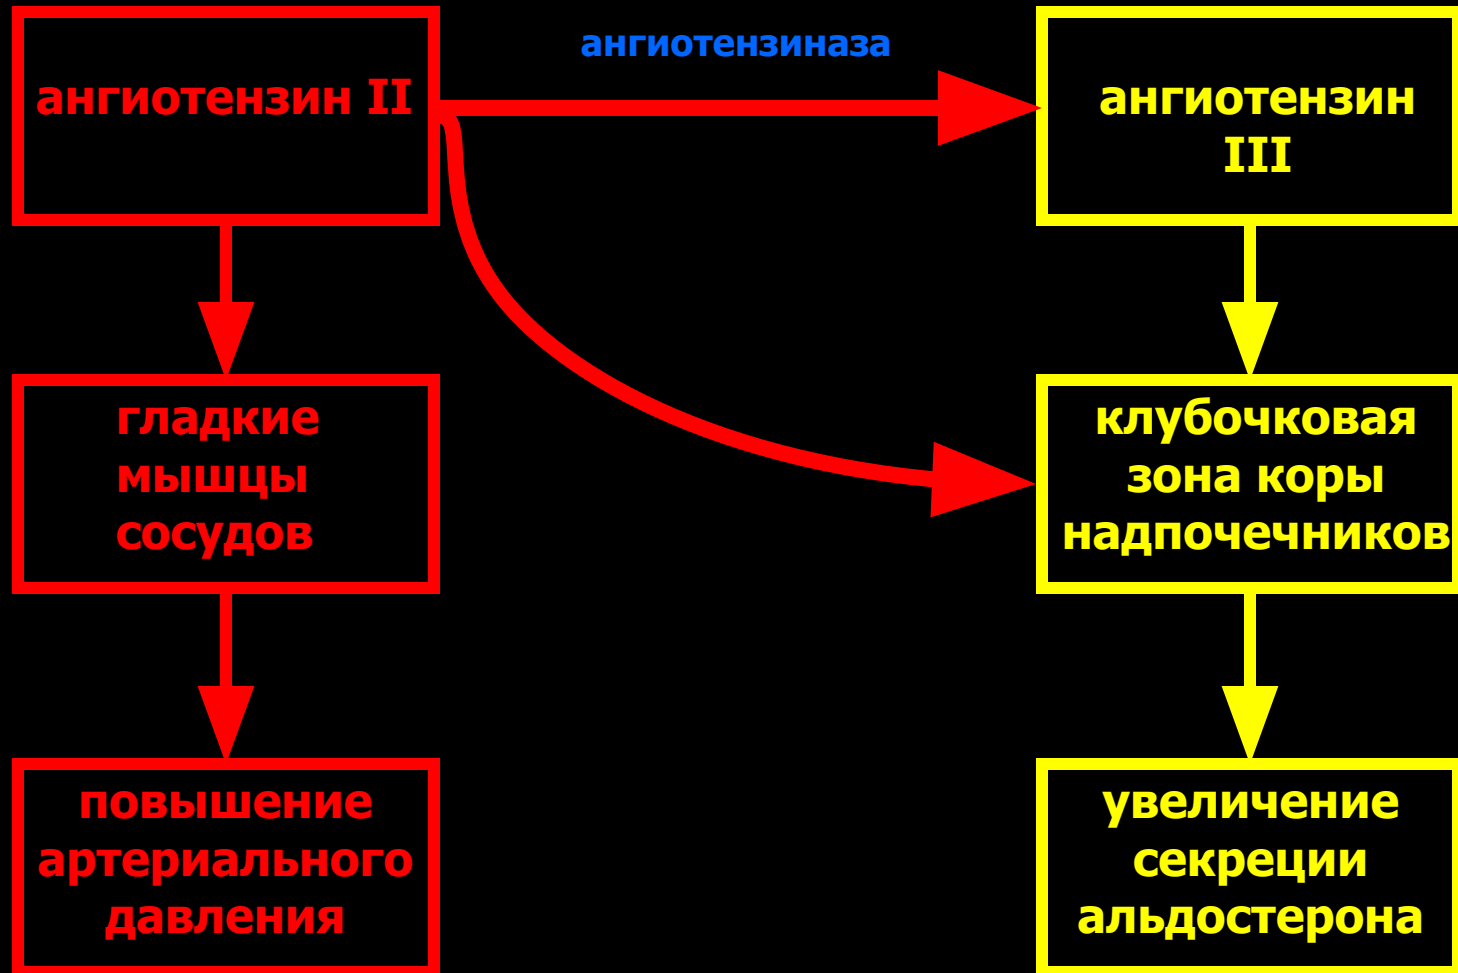 ангиотензин II
ангиотензиназа
ангиотензин
III
гладкие
мышцы
сосудов
клубочковая
зона коры
надпочечников
повышение
артериального
давления
увеличение
секреции
альдостерона